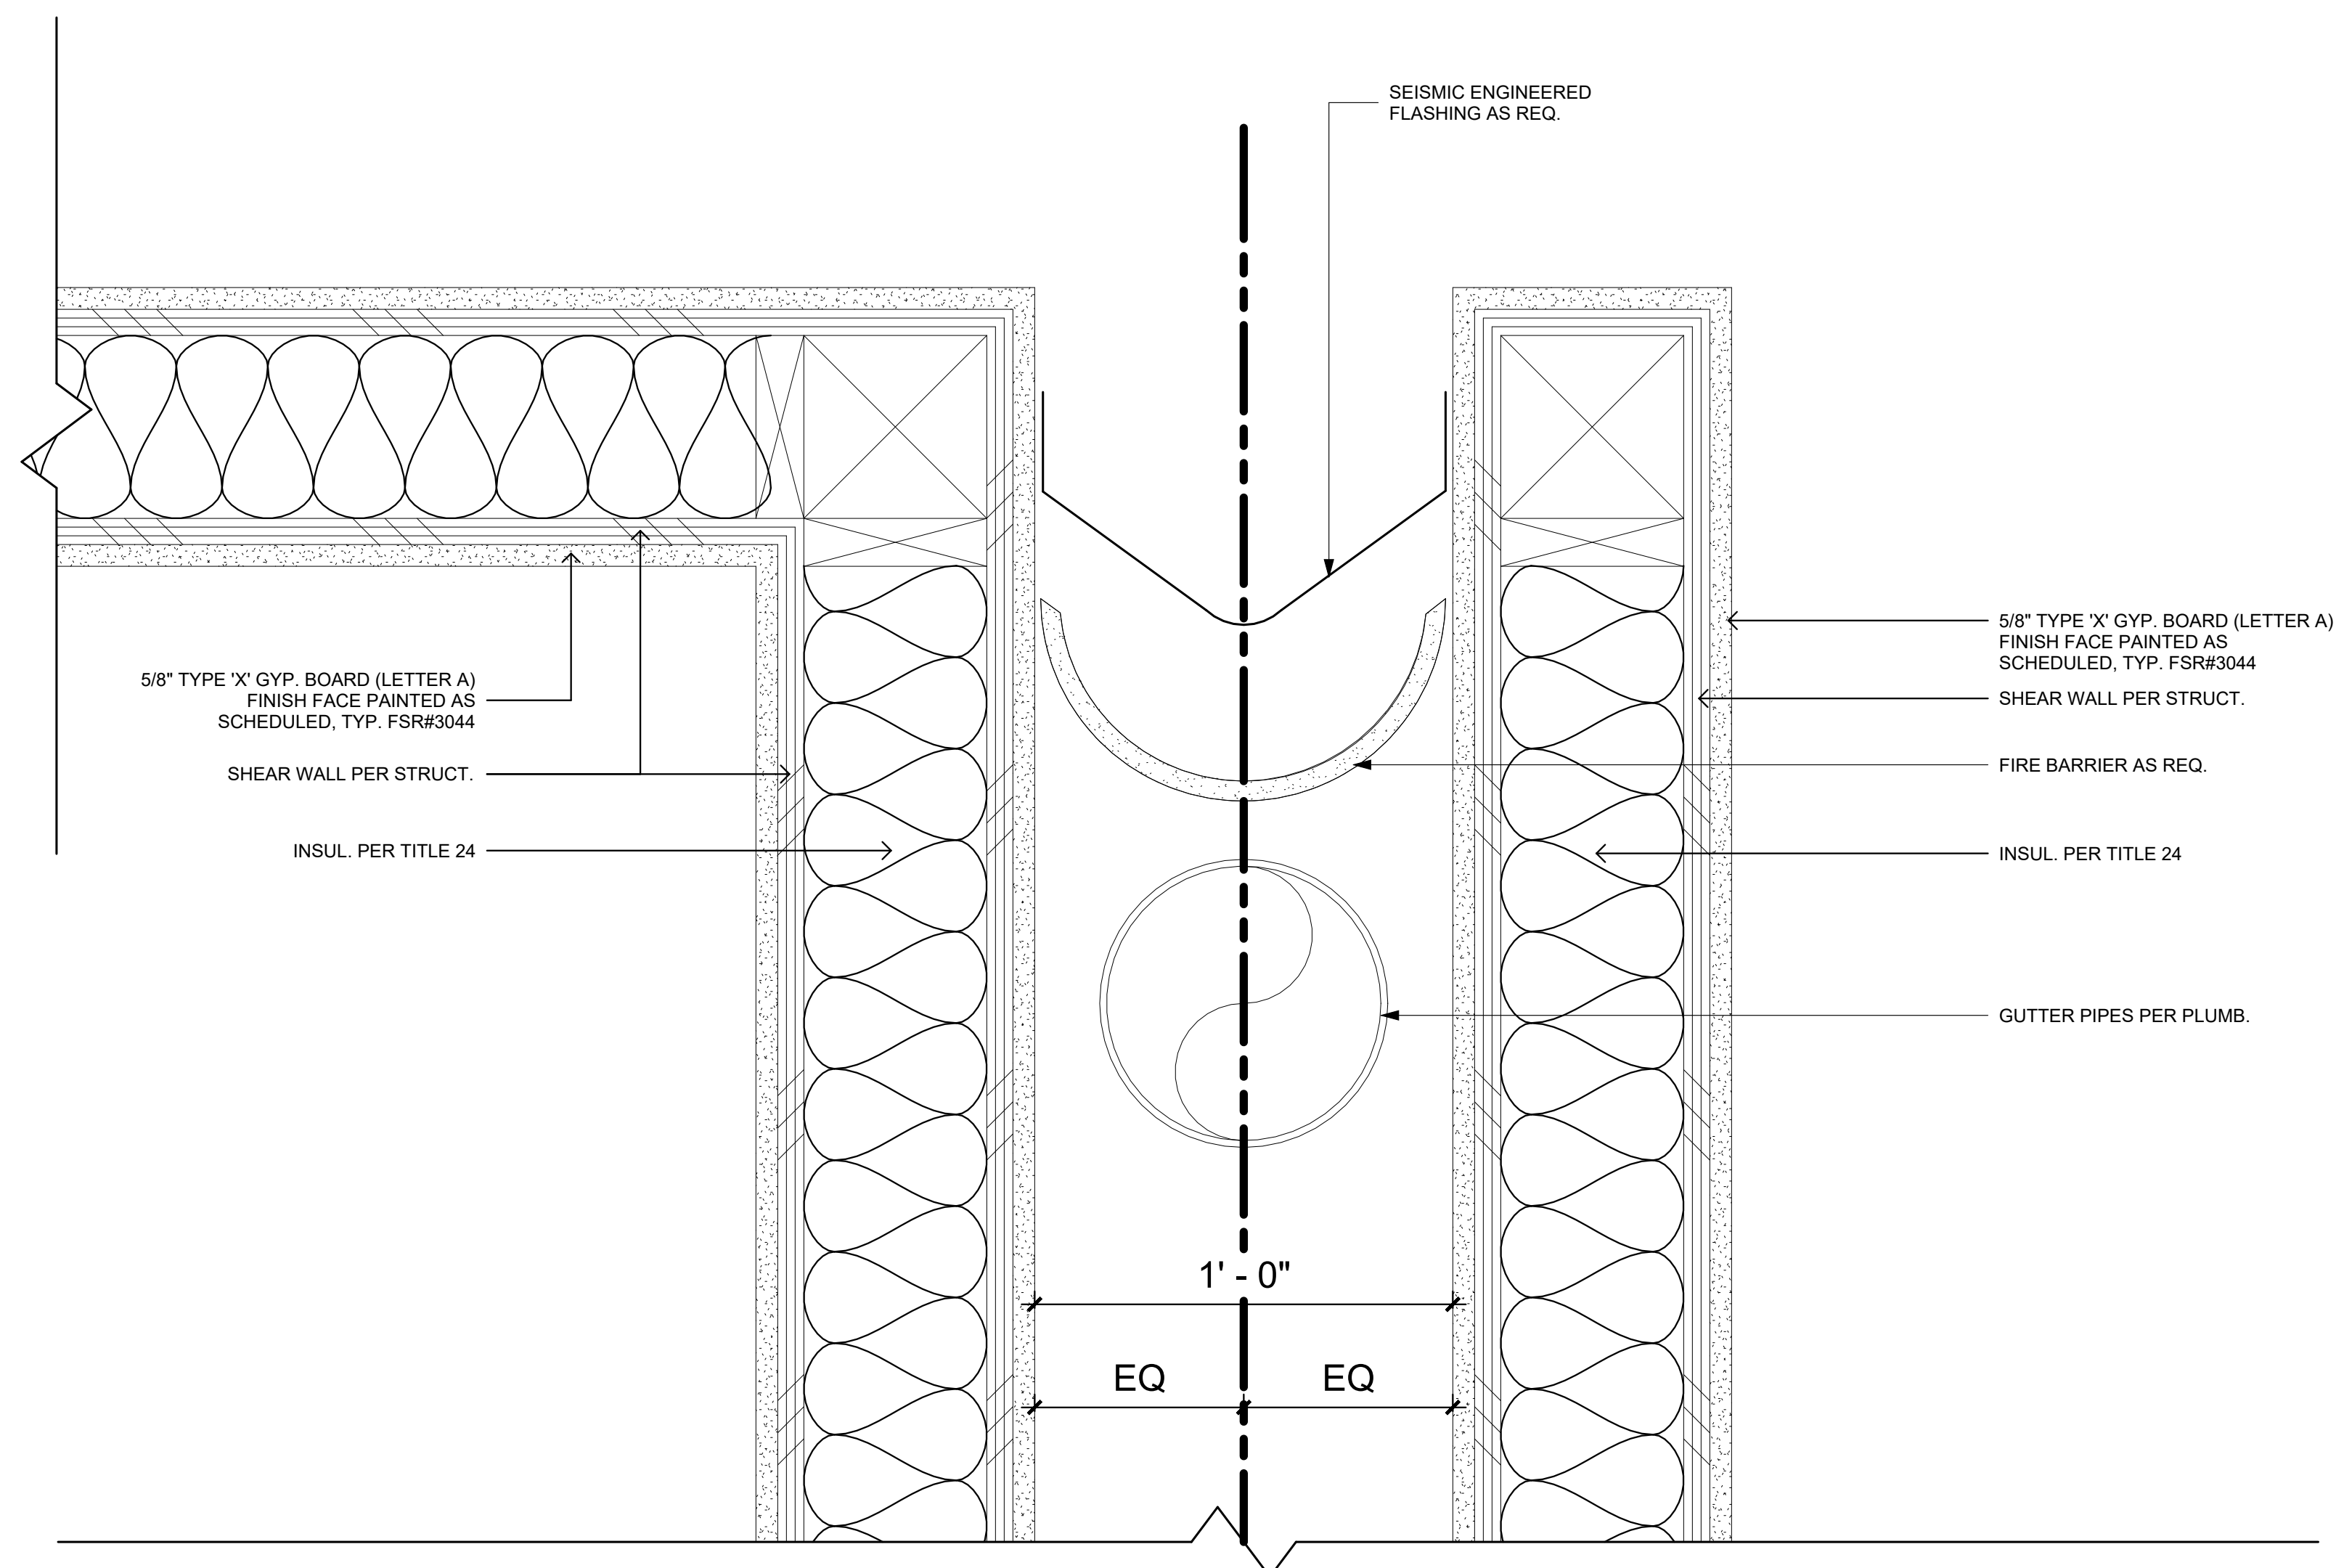 SEISMIC ENGINEERED
FLASHING AS REQ.
5/8" TYPE 'X' GYP. BOARD (LETTER A)
FINISH FACE PAINTED AS
SCHEDULED, TYP. FSR#3044
SHEAR WALL PER STRUCT.
INSUL. PER TITLE 24
5/8" TYPE 'X' GYP. BOARD (LETTER A)
FINISH FACE PAINTED AS
SCHEDULED, TYP. FSR#3044
SHEAR WALL PER STRUCT.
FIRE BARRIER AS REQ.
INSUL. PER TITLE 24
GUTTER PIPES PER PLUMB.
1' - 0"
EQ
EQ